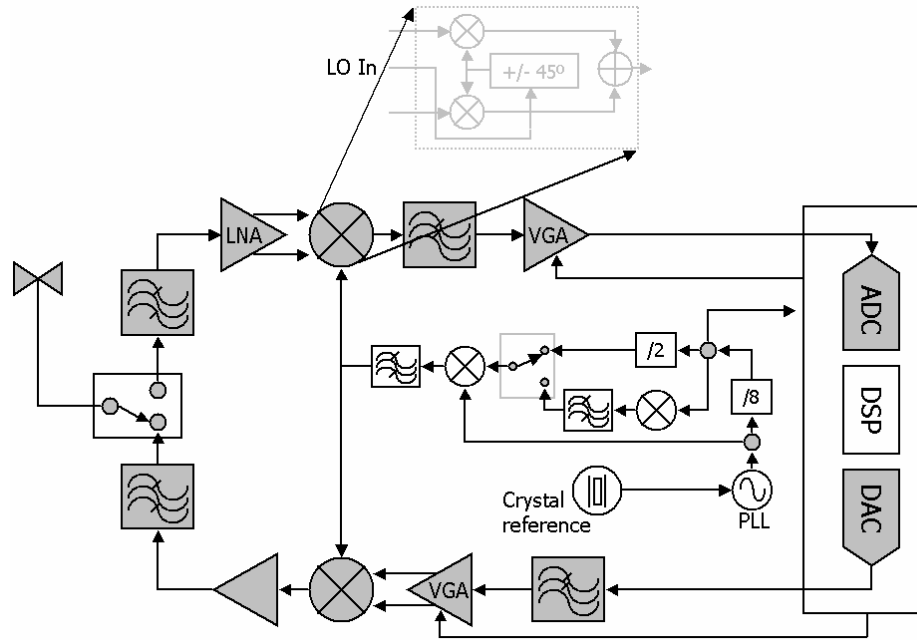 LO In
+/- 45º
LNA
VGA
ADC
/2
/8
DSP
Crystal
reference
PLL
DAC
VGA